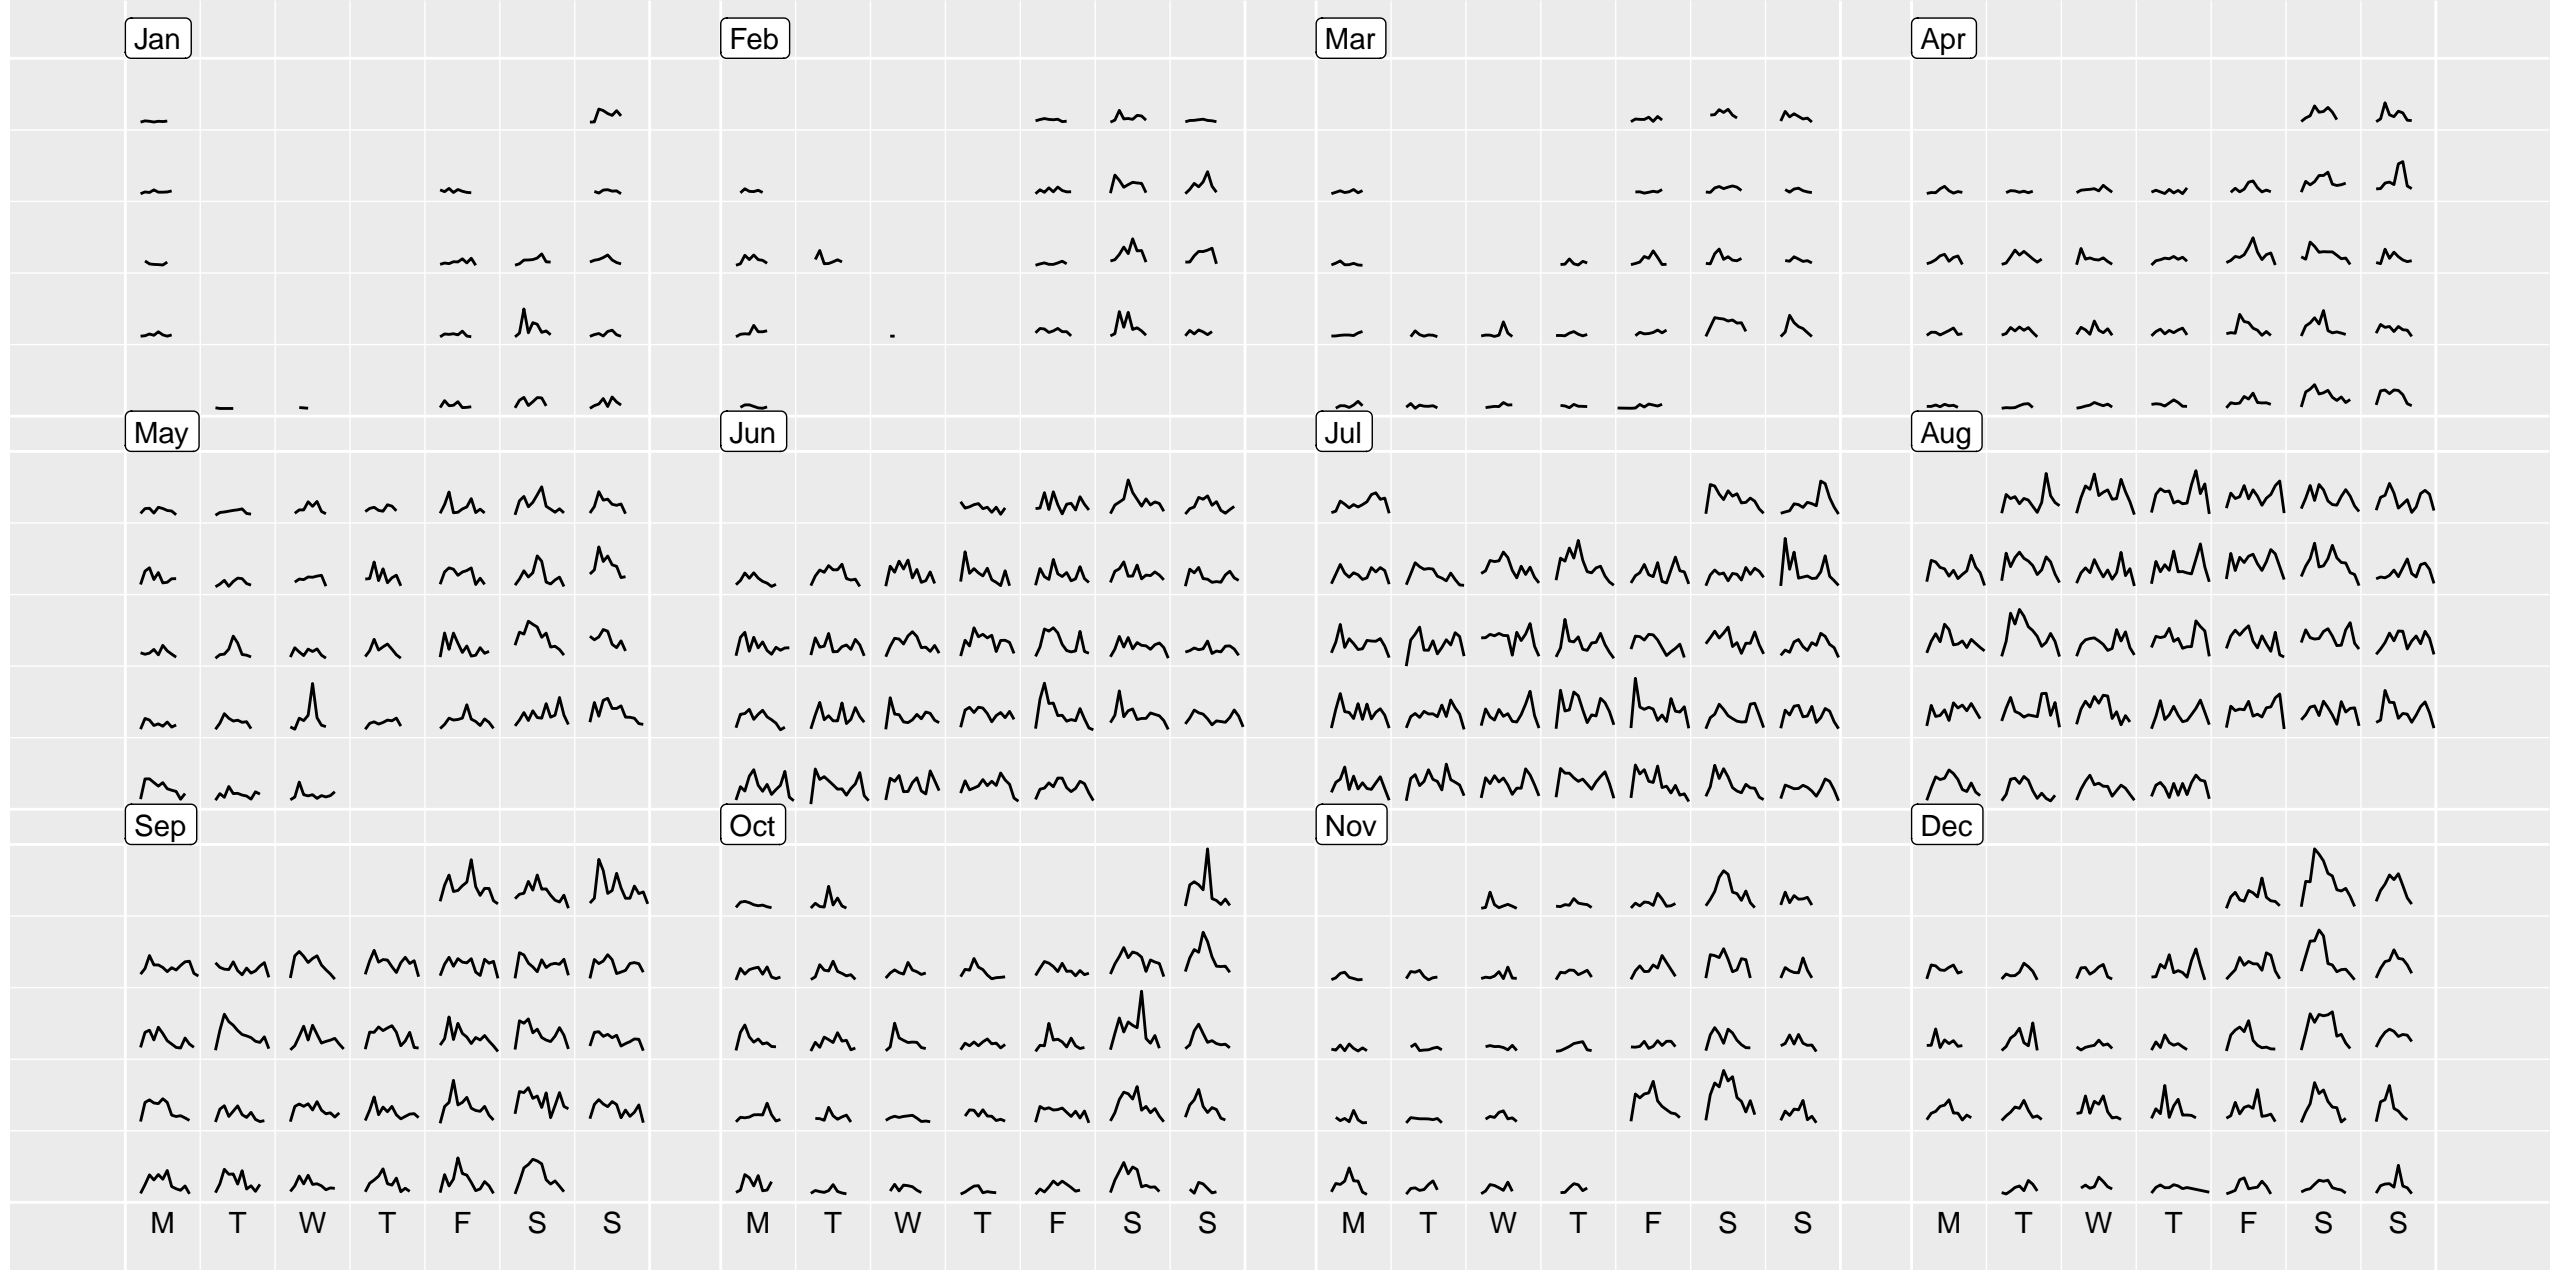 Jan Feb Mar Apr
May Jun Jul Aug
Sep Oct Nov Dec
M T W T F S S M T W T F S S M T W T F S S M T W T F S S